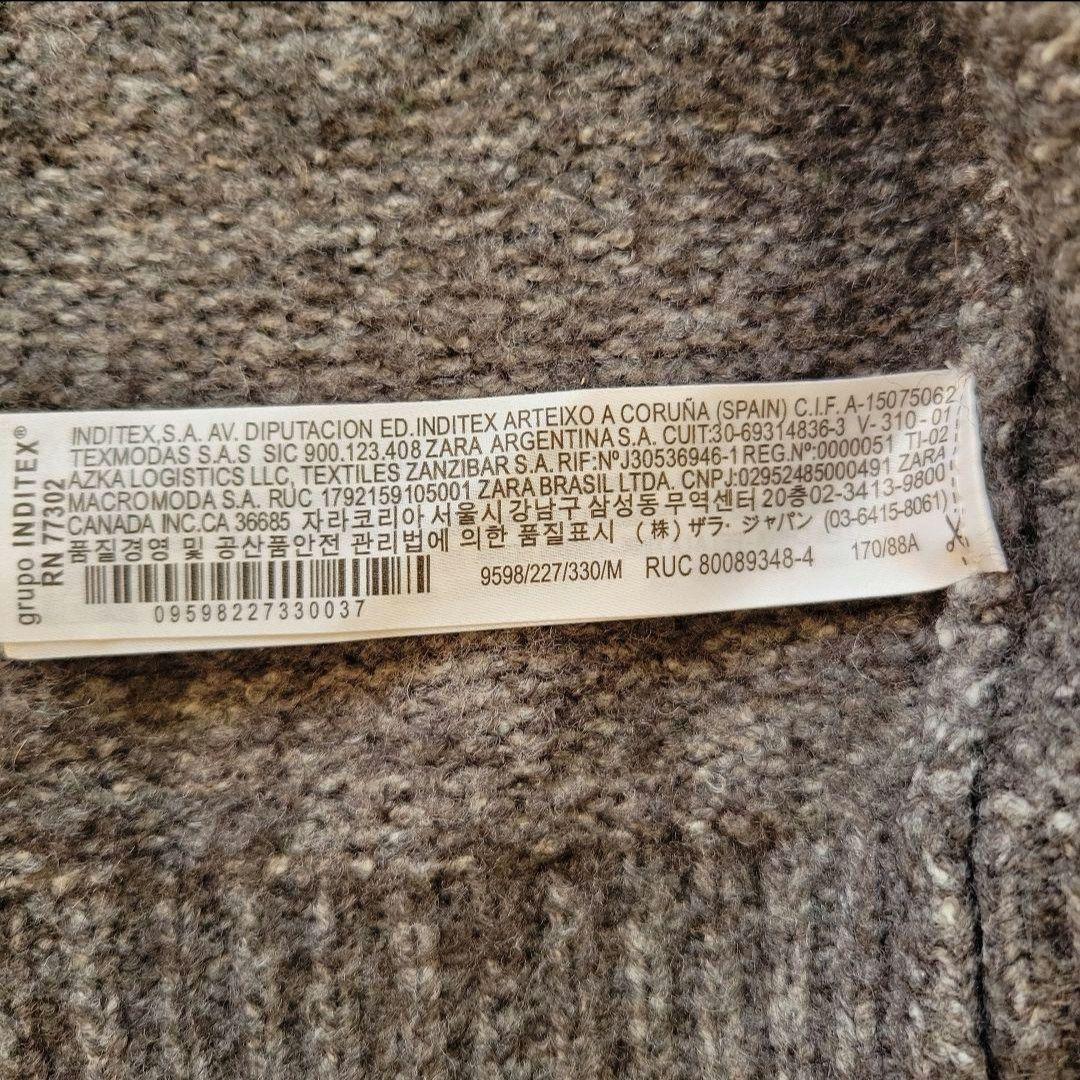 grupo INDITEX®
RN 77302
INDITEX,S.A. AV. DIPUTACION ED. INDITEX ARTEIXO A CORUÑA (SPAIN) C.I.F. A-15075062
TEXMODAS S.A.S SIC 900.123.408 ZARA ARGENTINA S.A. CUIT:30-69314836-3 V- 310 - 01
AZKA LOGISTICS LLC, TEXTILES ZANZIBAR S.A. RIF:NºJ30536946-1 REG.Nº:0000051 TI-02
MACROMODA S.A. RUC 1792159105001 ZARA BRASIL LTDA. CNPJ:02952485000491 ZARA
CANADA INC.CA 36685 자라코리아 서울시 강남구 삼성동 무역센터 20층02-3413-9800
품질경영 및 공산품안전 관리법에 의한 품질표시 (株) ザラ・ジャパン (03-6415-8061)
09598227330037
9598/227/330/M RUC 80089348-4 170/88A